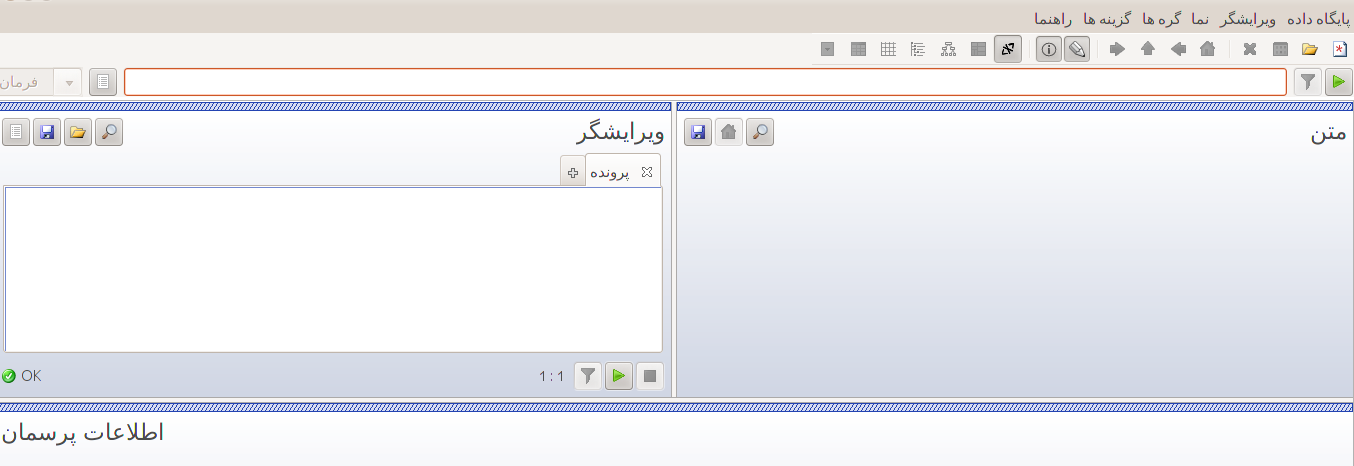 پایگاه داده ویرایشگر نما گره ها گزینه ها راهنما
فرمان
متن
ویرایشگر
پرونده
1 : 1
OK
اطلاعات پرسمان